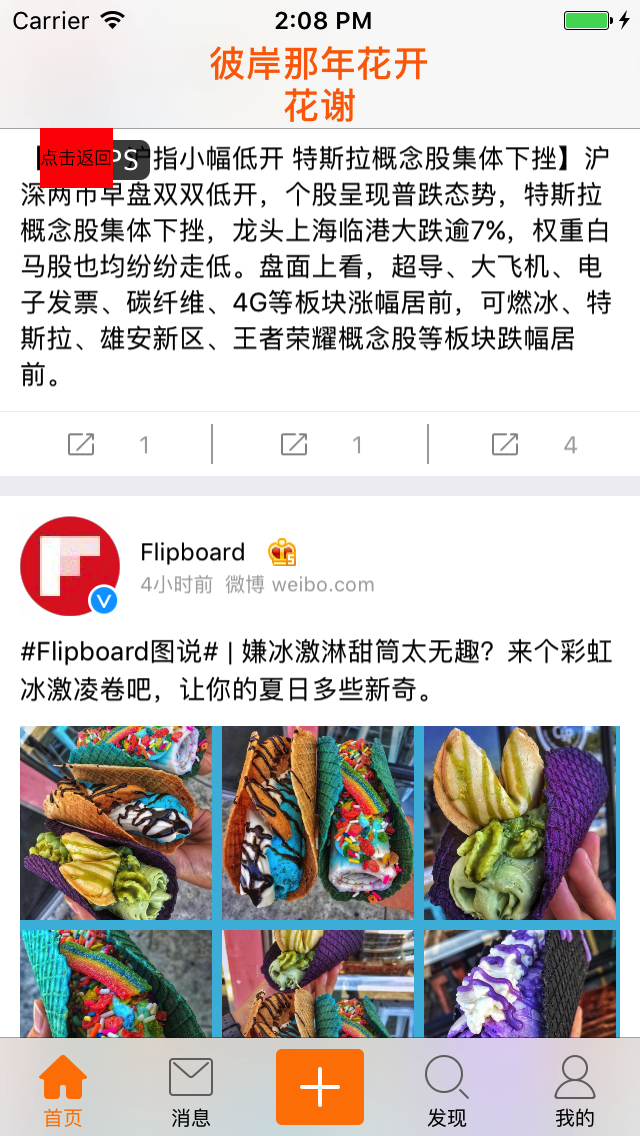 Carrier 2:08 PM
彼岸那年花开
花谢
点击返回
PS
指小幅低开 特斯拉概念股集体下挫】沪
深两市早盘双双低开，个股呈现普跌态势，特斯拉
概念股集体下挫，龙头上海临港大跌逾7%，权重白
马股也均纷纷走低。盘面上看，超导、大飞机、电
子发票、碳纤维、4G等板块涨幅居前，可燃冰、特
斯拉、雄安新区、王者荣耀概念股等板块跌幅居
前。
1 1 4
Flipboard
4小时前 微博 weibo.com
#Flipboard图说# | 嫌冰激淋甜筒太无趣？来个彩虹
冰激凌卷吧，让你的夏日多些新奇。
首页 消息 发现 我的